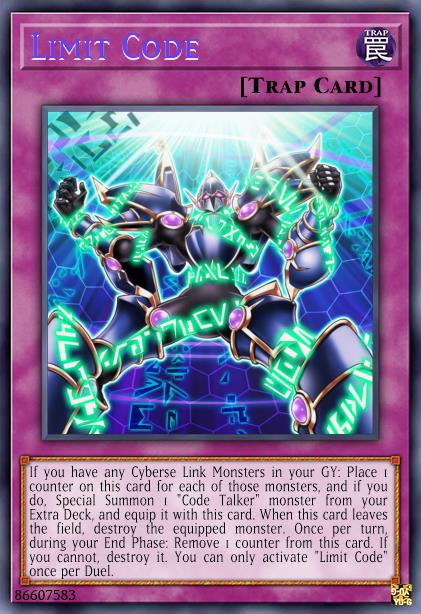 Limit Code
TRAP
罠
[Trap Card]
If you have any Cyberse Link Monsters in your GY: Place 1
counter on this card for each of those monsters, and if you
do, Special Summon 1 "Code Talker" monster from your
Extra Deck, and equip it with this card. When this card leaves
the field, destroy the equipped monster. Once per turn,
during your End Phase: Remove 1 counter from this card. If
you cannot, destroy it. You can only activate "Limit Code"
once per Duel.
86607583